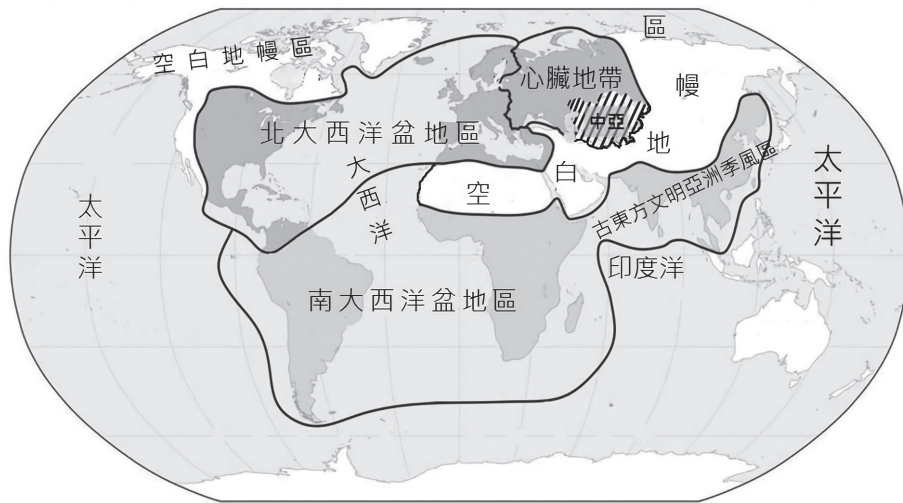 空白地幔區
區
幔
地
白
空
心臟地帶
中亞
北大西洋盆地區
大西洋
古東方文明亞洲季風區
太平洋
太平洋
印度洋
南大西洋盆地區